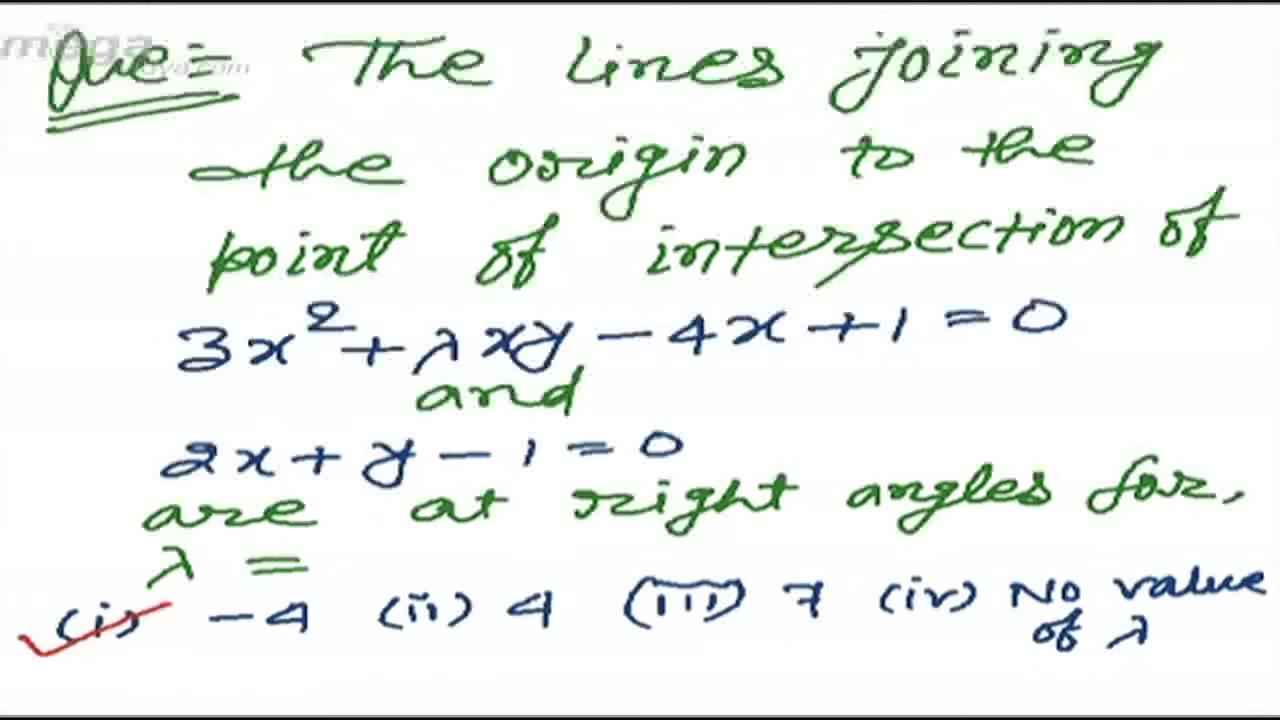 Que:- The lines joining
the origin to the
point of intersection of
3x² + λxy - 4x + 1 = 0
and
2x + y - 1 = 0
are at right angles for,
λ =
(i) -4 (ii) 4 (iii) 7 (iv) No value
of λ